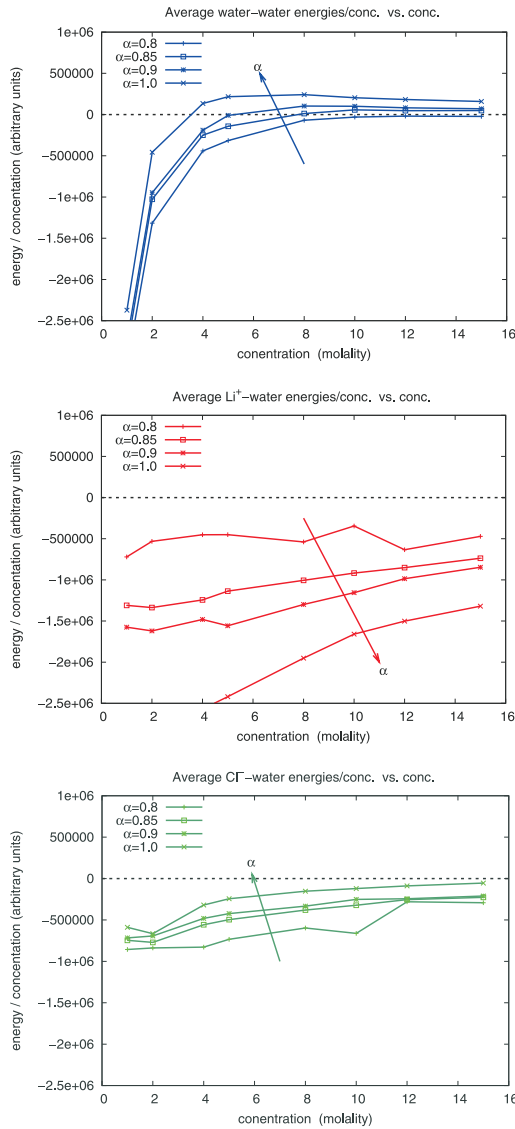 Average water−water energies/conc. vs. conc.
energy / concentation (arbitrary units)
1e+06
500000
0
−500000
−1e+06
−1.5e+06
−2e+06
−2.5e+06
α=0.8
α=0.85
α=0.9
α=1.0
α
0 2 4 6 8 10 12 14 16
conentration (molality)
Average Li⁺−water energies/conc. vs. conc.
energy / concentation (arbitrary units)
1e+06
500000
0
−500000
−1e+06
−1.5e+06
−2e+06
−2.5e+06
α=0.8
α=0.85
α=0.9
α=1.0
α
0 2 4 6 8 10 12 14 16
conentration (molality)
Average Cl⁻−water energies/conc. vs. conc.
energy / concentation (arbitrary units)
1e+06
500000
0
−500000
−1e+06
−1.5e+06
−2e+06
−2.5e+06
α=0.8
α=0.85
α=0.9
α=1.0
α
0 2 4 6 8 10 12 14 16
conentration (molality)